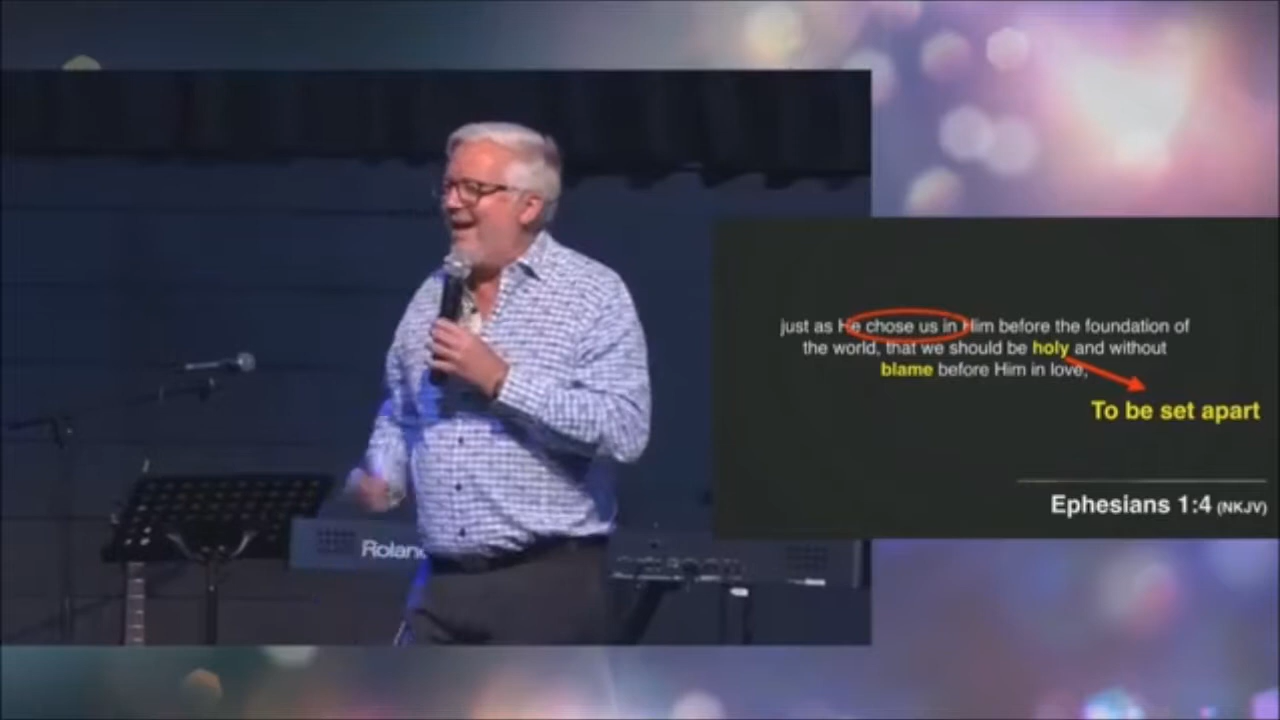 just as He chose us in Him before the foundation of
the world, that we should be holy and without
blame before Him in love,
To be set apart
Ephesians 1:4 (NKJV)
Roland